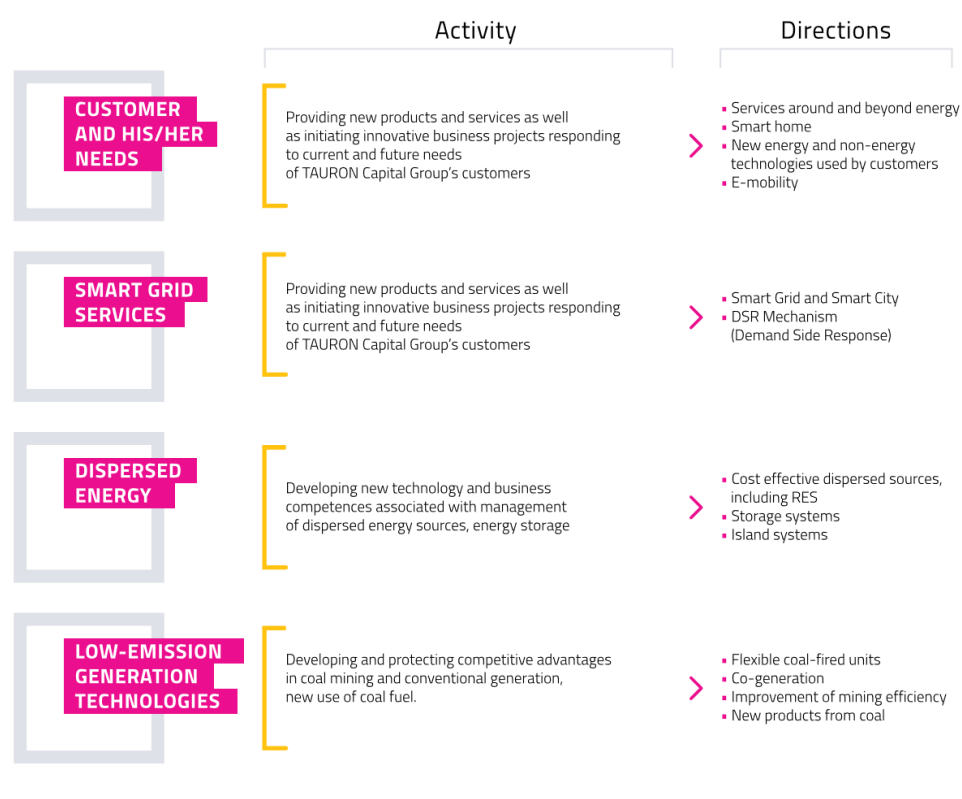 Activity
Directions
CUSTOMER
AND HIS/HER
NEEDS
Providing new products and services as well
as initiating innovative business projects responding
to current and future needs
of TAURON Capital Group's customers
▪ Services around and beyond energy
▪ Smart home
▪ New energy and non-energy
technologies used by customers
▪ E-mobility
SMART GRID
SERVICES
Providing new products and services as well
as initiating innovative business projects responding
to current and future needs
of TAURON Capital Group's customers
▪ Smart Grid and Smart City
▪ DSR Mechanism
(Demand Side Response)
DISPERSED
ENERGY
Developing new technology and business
competences associated with management
of dispersed energy sources, energy storage
▪ Cost effective dispersed sources,
including RES
▪ Storage systems
▪ Island systems
LOW-EMISSION
GENERATION
TECHNOLOGIES
Developing and protecting competitive advantages
in coal mining and conventional generation,
new use of coal fuel.
▪ Flexible coal-fired units
▪ Co-generation
▪ Improvement of mining efficiency
▪ New products from coal